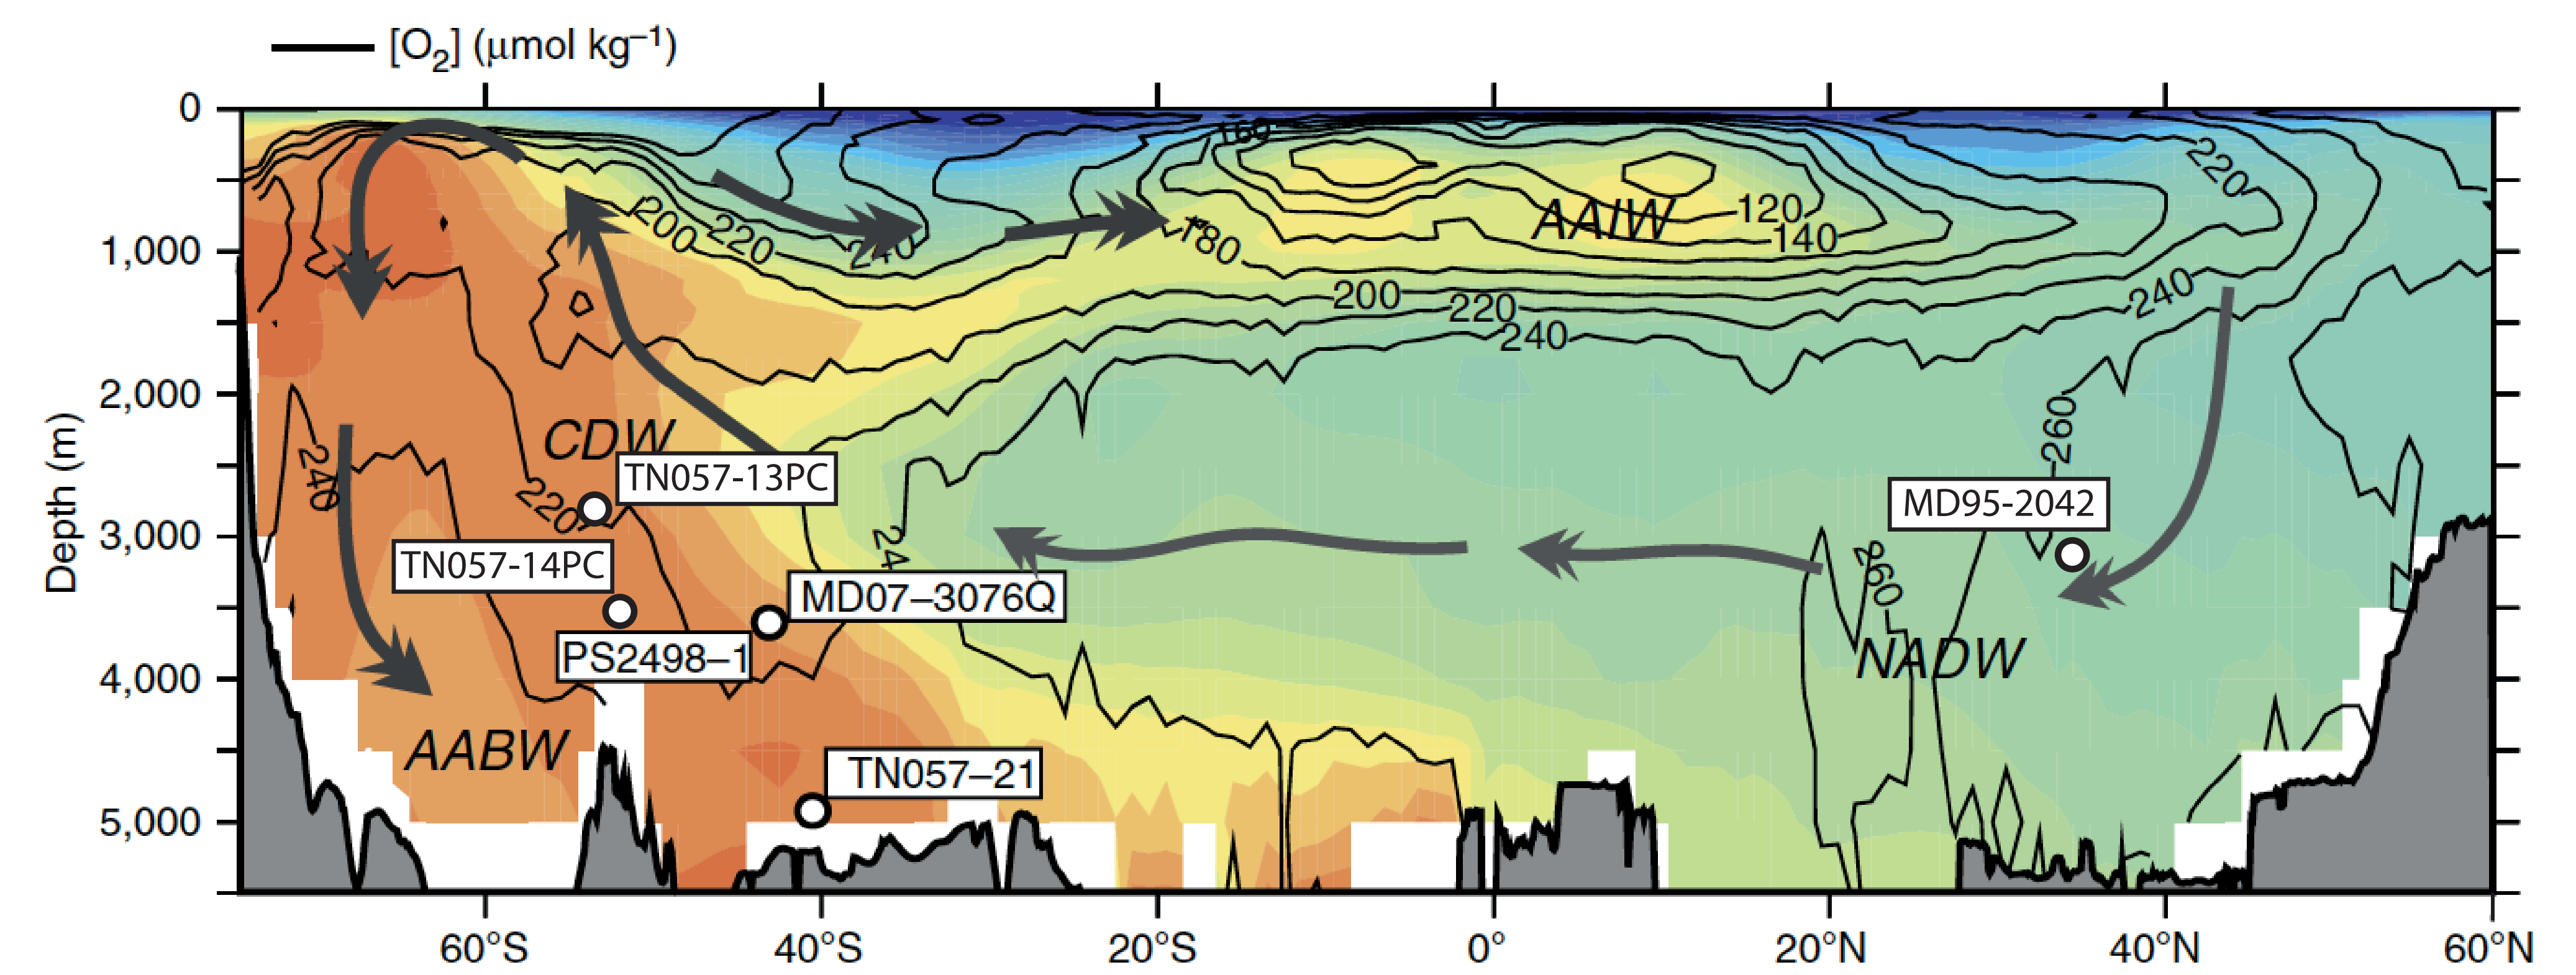 [O₂] (μmol kg⁻¹)
0
1,000
2,000
3,000
4,000
5,000
Depth (m)
160
220
200
220
240
180
AAIW
120
140
200
220
240
240
CDW
240
220
TN057-13PC
TN057-14PC
24
MD07–3076Q
PS2498–1
260
MD95-2042
260
NADW
AABW
TN057–21
60°S
40°S
20°S
0°
20°N
40°N
60°N